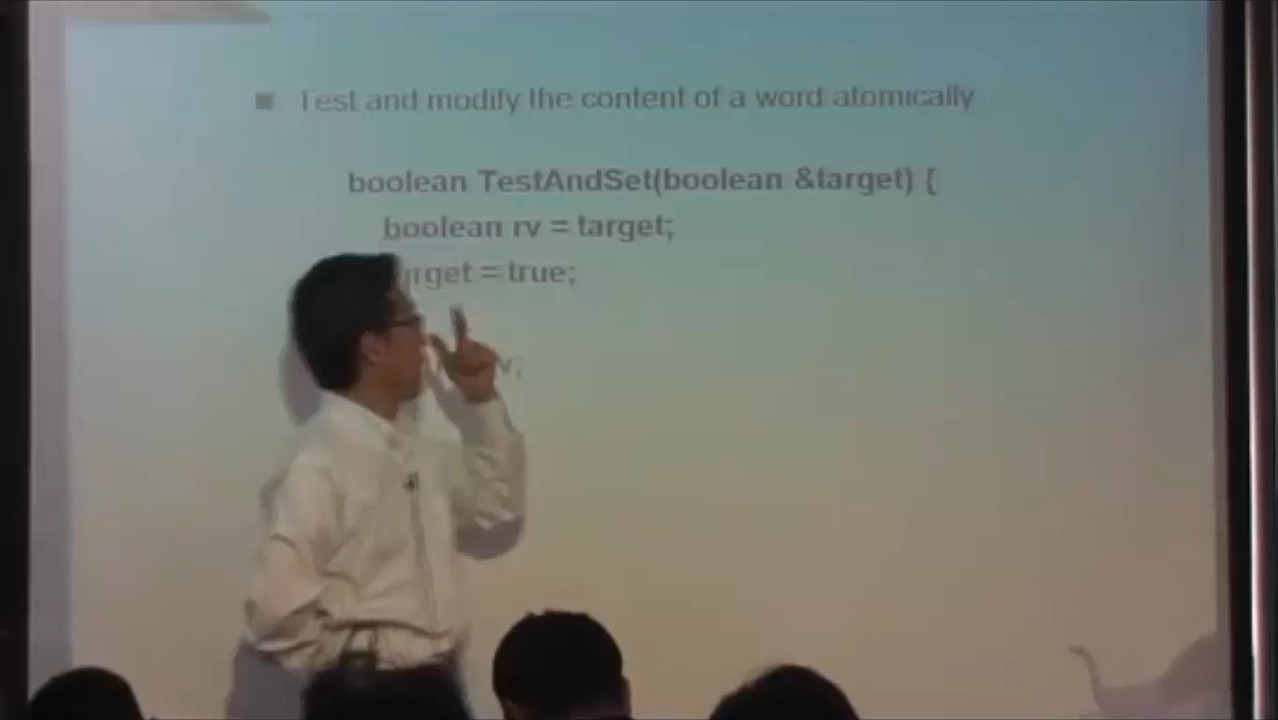 Test and modify the content of a word atomically
boolean TestAndSet(boolean &target) {
boolean rv = target;
rget = true;
v;